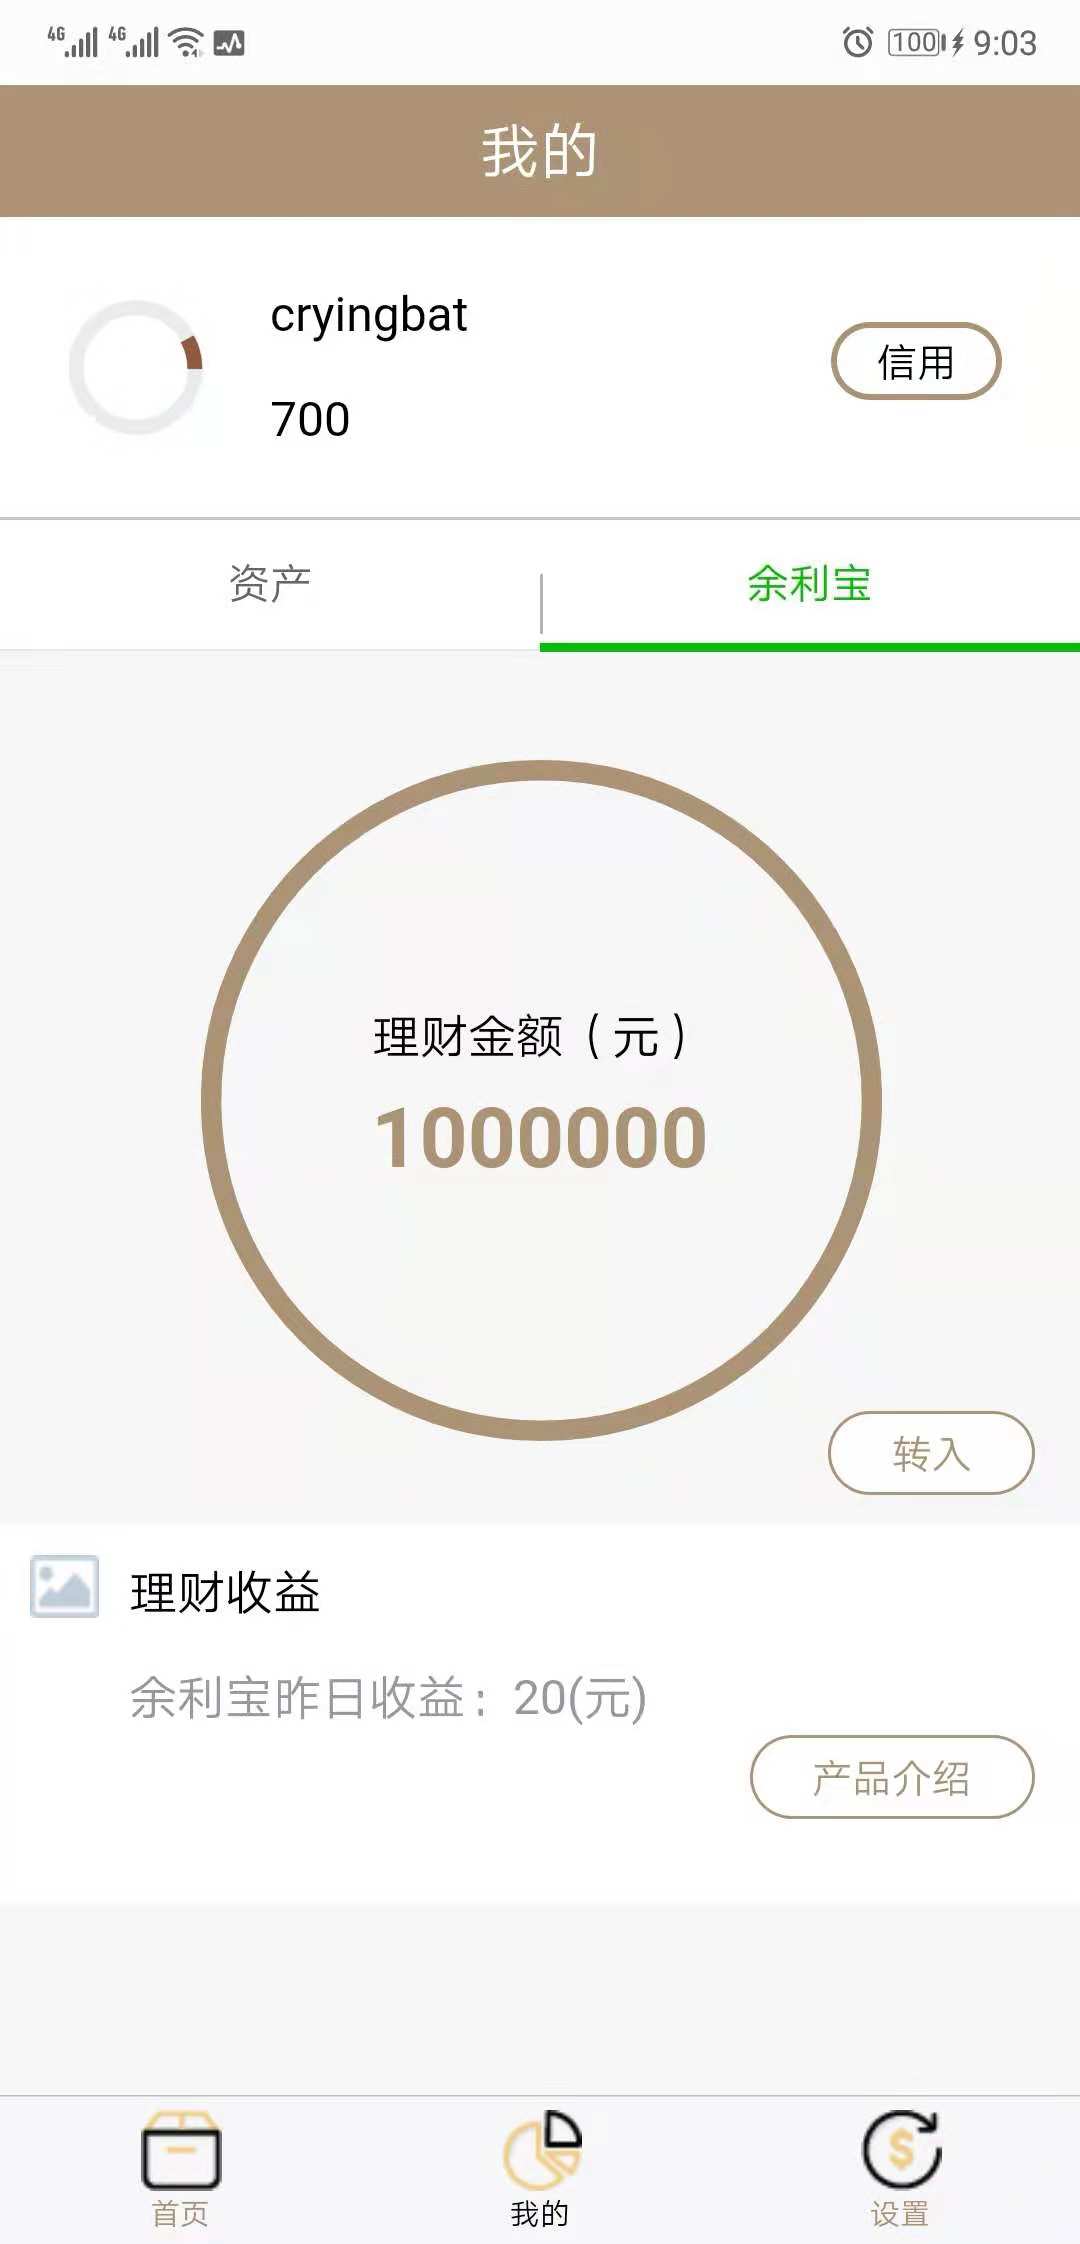 4G 4G 100 9:03
我的
cryingbat
700
信用
资产
余利宝
理财金额（元）
1000000
转入
理财收益
余利宝昨日收益：20(元)
产品介绍
首页
我的
设置